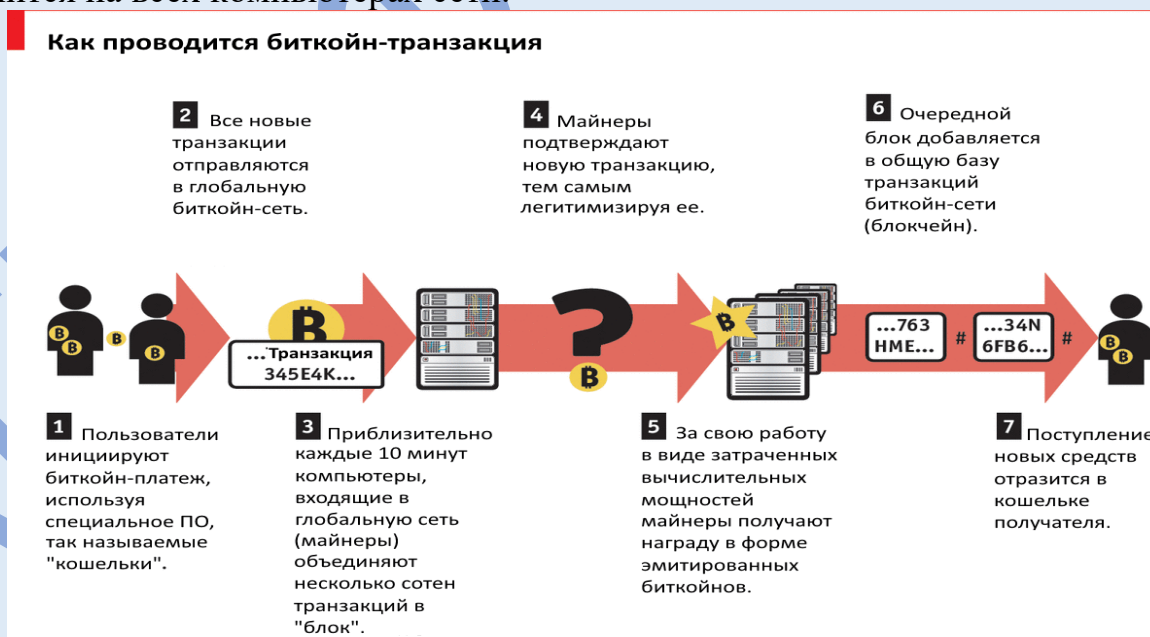 на всех компьютерах сети.
Как проводится биткойн-транзакция
2 Все новые
транзакции
отправляются
в глобальную
биткойн-сеть.
4 Майнеры
подтверждают
новую транзакцию,
тем самым
легитимизируя ее.
6 Очередной
блок добавляется
в общую базу
транзакций
биткойн-сети
(блокчейн).
...Транзакция
345E4K...
...763
HME...
#
...34N
6FB6...
#
1 Пользователи
инициируют
биткойн-платеж,
используя
специальное ПО,
так называемые
"кошельки".
3 Приблизительно
каждые 10 минут
компьютеры,
входящие в
глобальную сеть
(майнеры)
объединяют
несколько сотен
транзакций в
"блок".
5 За свою работу
в виде затраченных
вычислительных
мощностей
майнеры получают
награду в форме
эмитированных
биткойнов.
7 Поступление
новых средств
отразится в
кошельке
получателя.